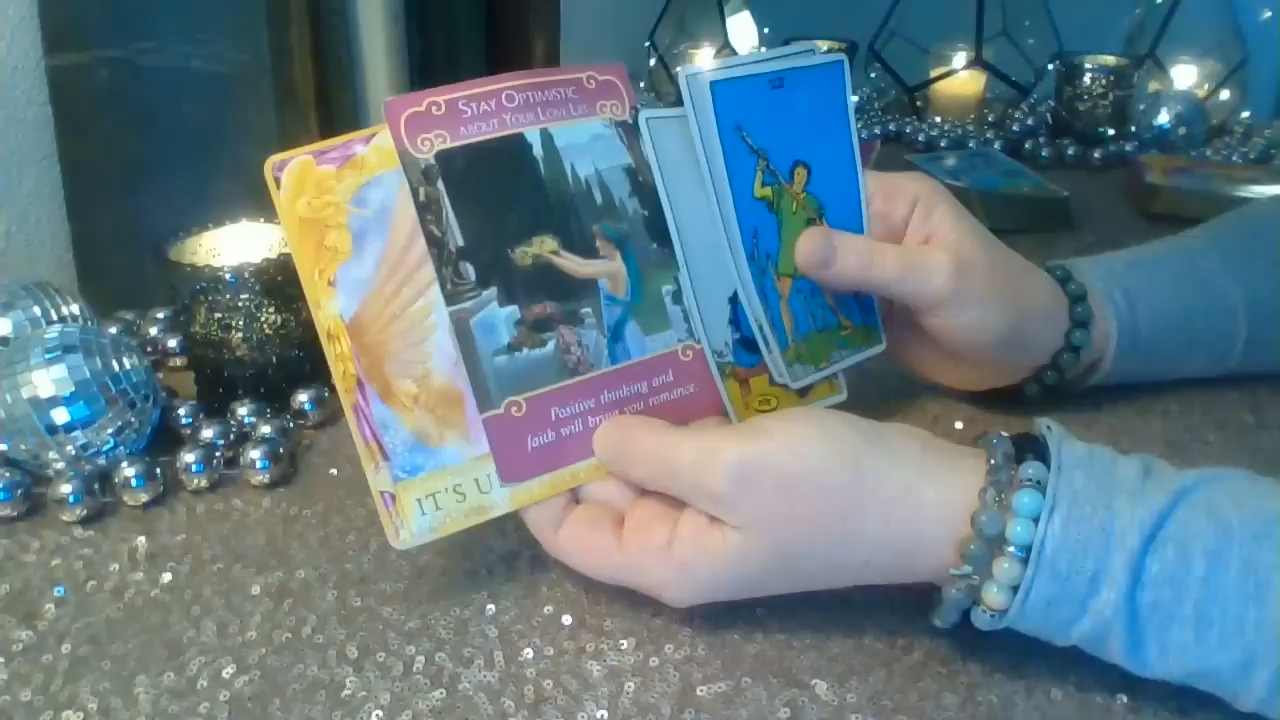 STAY OPTIMISTIC
ABOUT YOUR LOVE LIFE
Positive thinking and
faith will bring you romance.
IT'S U